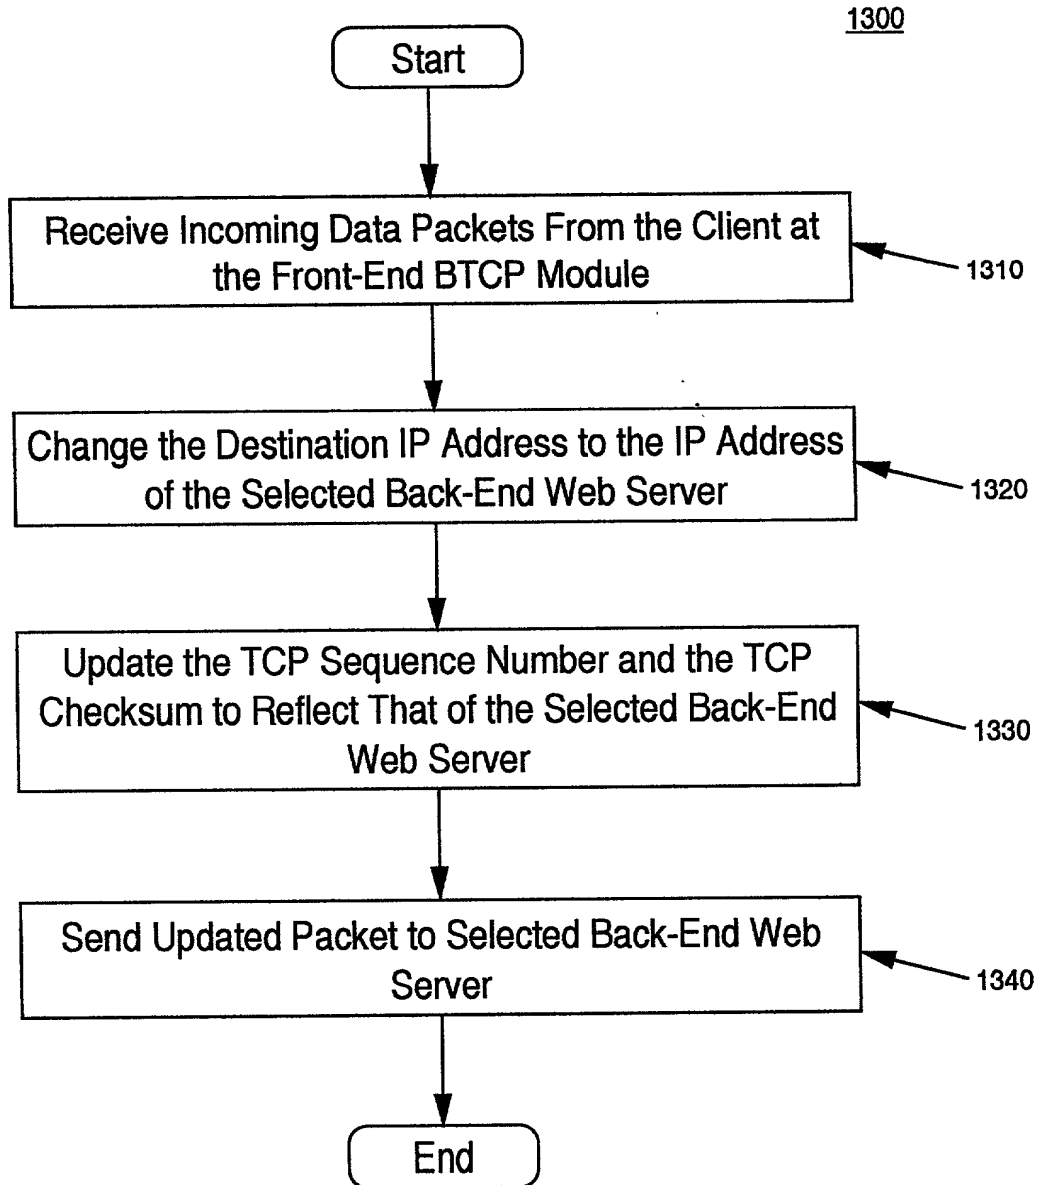 1300
Start
Receive Incoming Data Packets From the Client at
the Front-End BTCP Module
1310
Change the Destination IP Address to the IP Address
of the Selected Back-End Web Server
1320
Update the TCP Sequence Number and the TCP
Checksum to Reflect That of the Selected Back-End
Web Server
1330
Send Updated Packet to Selected Back-End Web
Server
1340
End